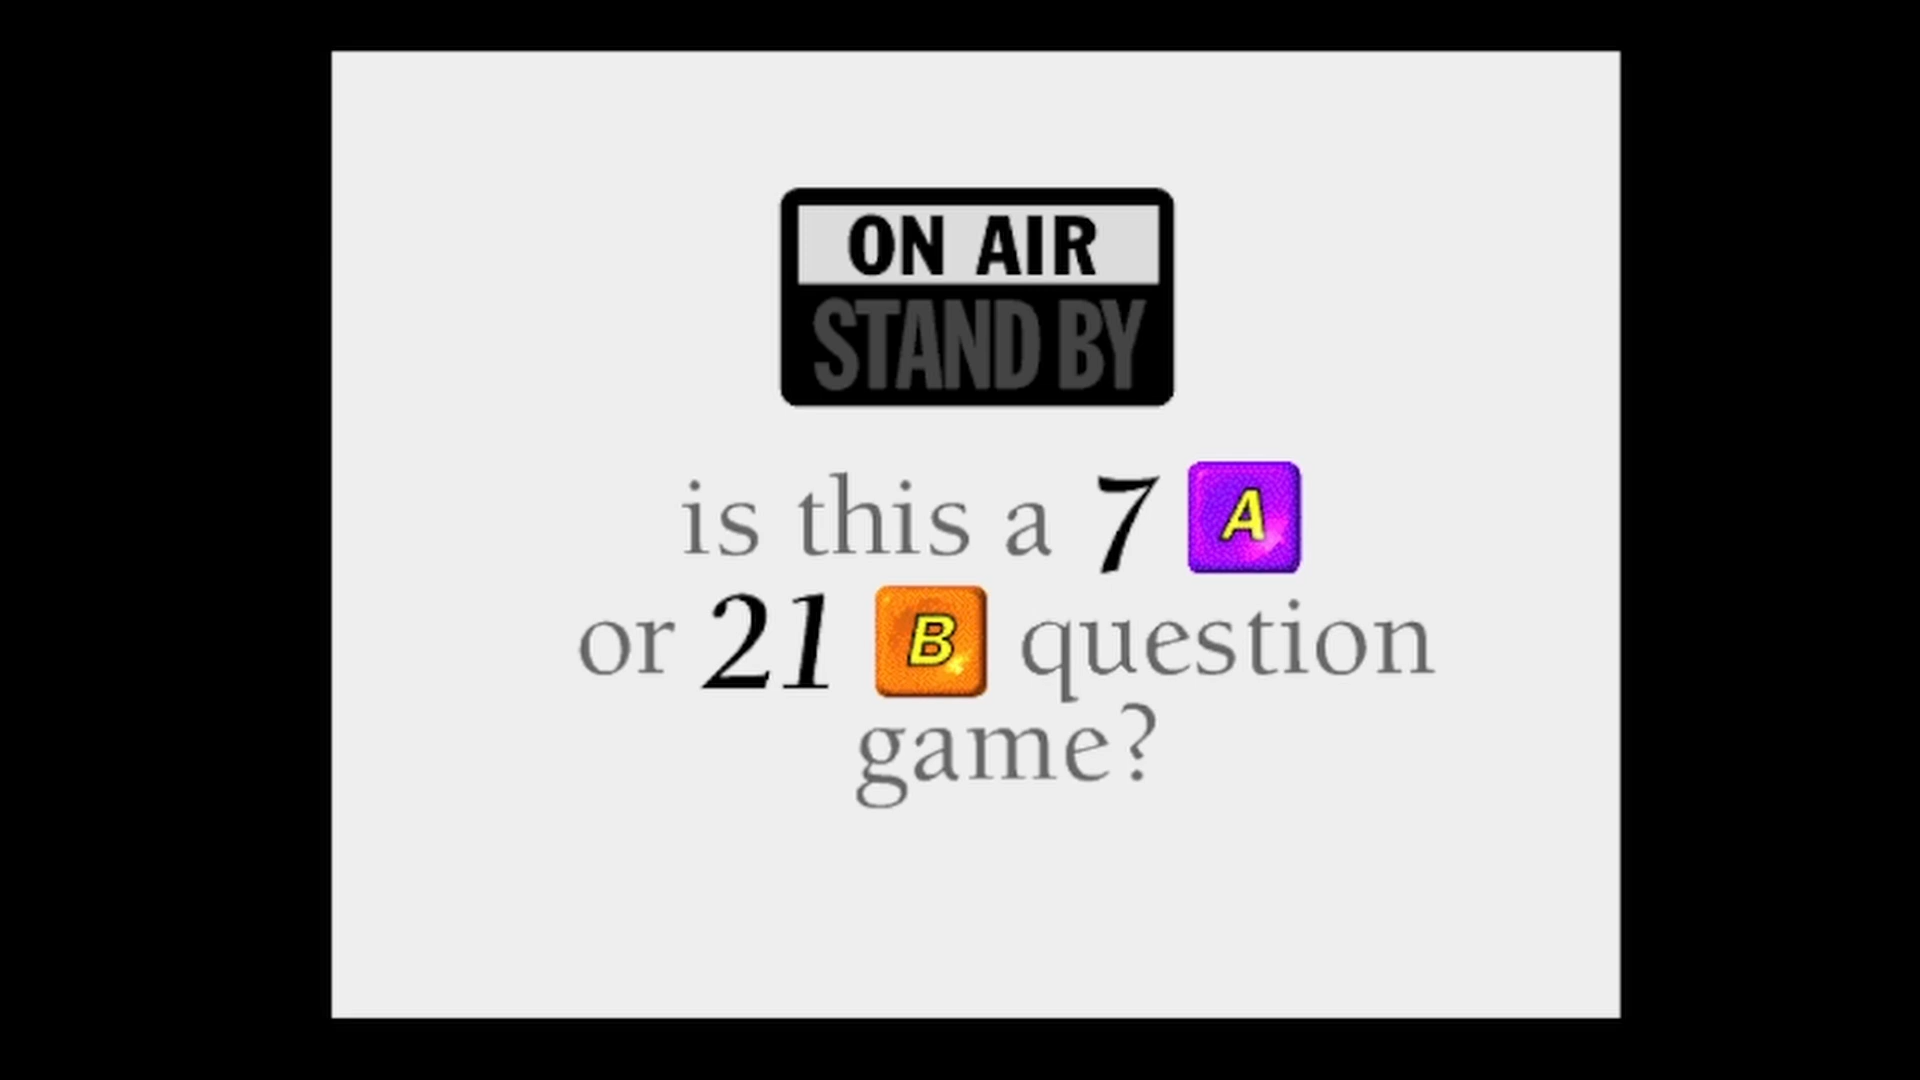 ON AIR
STAND BY
is this a 7 A
or 21 B question
game?